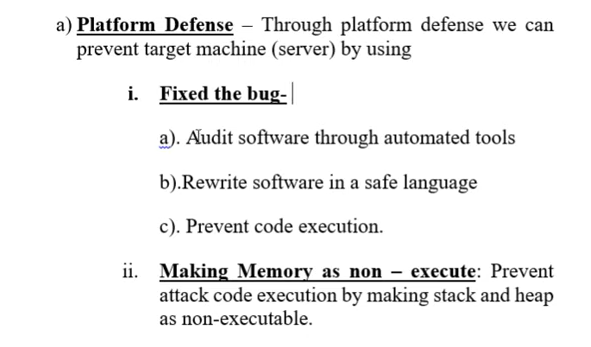 a) Platform Defense – Through platform defense we can
prevent target machine (server) by using
i. Fixed the bug-
a). Audit software through automated tools
b).Rewrite software in a safe language
c). Prevent code execution.
ii. Making Memory as non – execute: Prevent
attack code execution by making stack and heap
as non-executable.